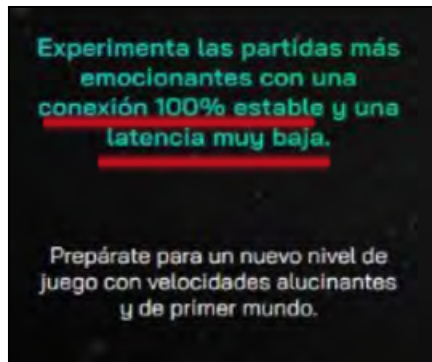 Experimenta las partidas más
emocionantes con una
conexión 100% estable y una
latencia muy baja.
Prepárate para un nuevo nivel de
juego con velocidades alucinantes
y de primer mundo.